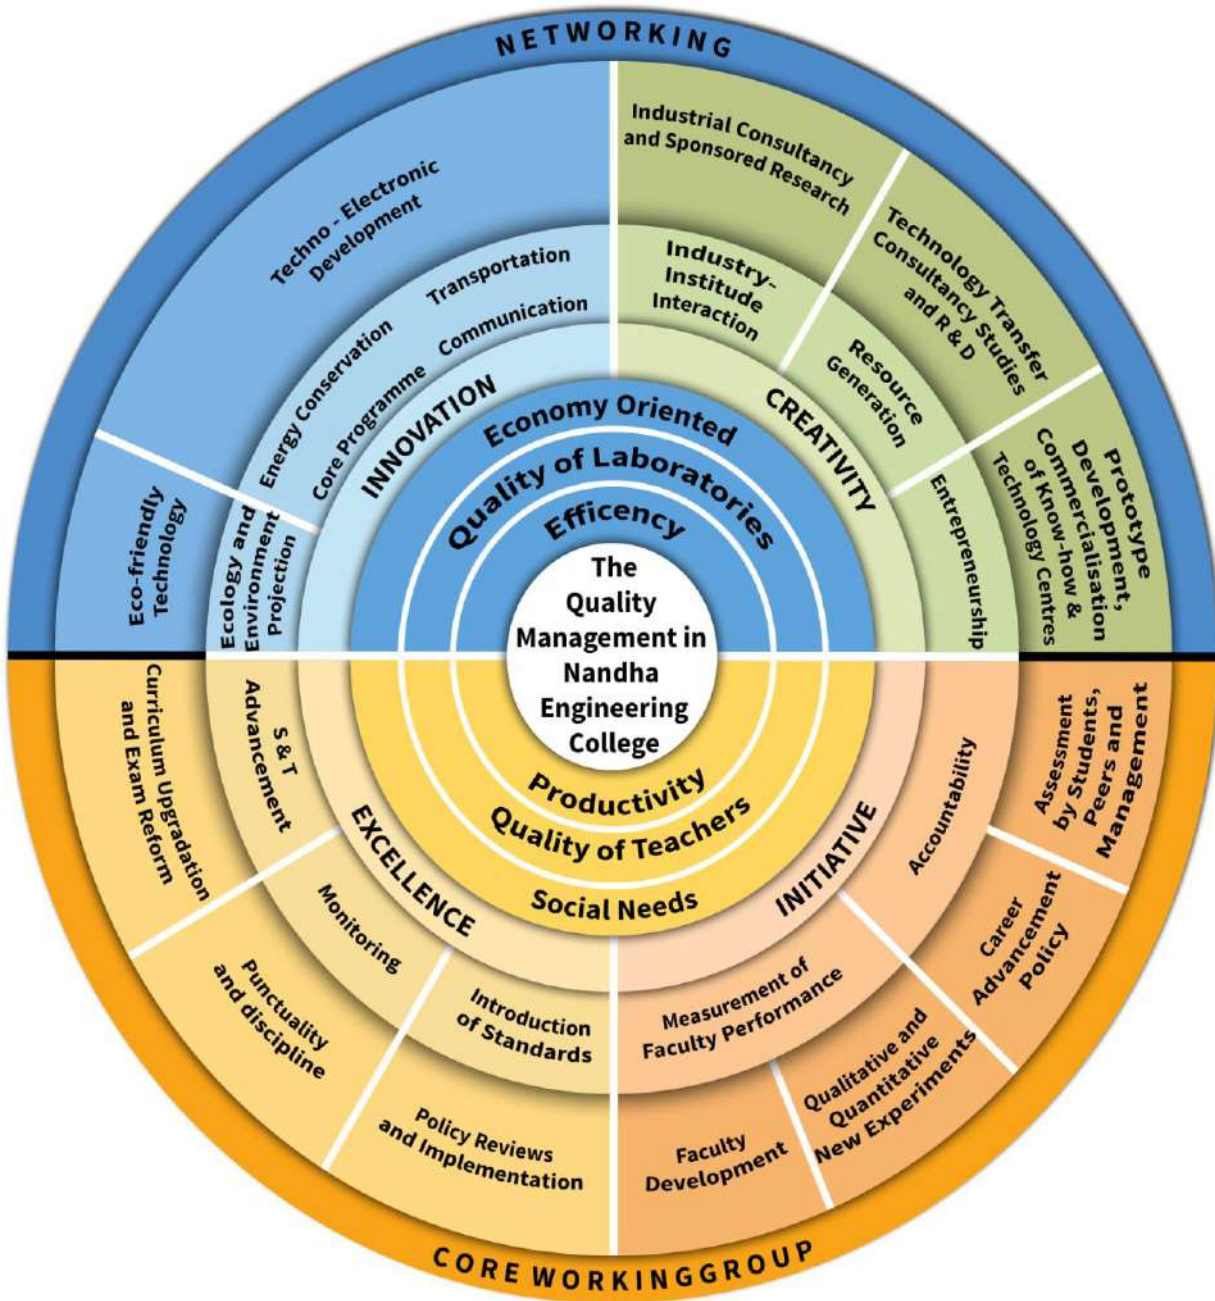 NETWORKING
Techno - Electronic
Development
Eco-friendly
Technology
Industrial Consultancy
and Sponsored Research
Technology Transfer
Consultancy Studies
and R & D
Prototype
Development,
Commercialisation
of Know-how &
Technology Centres
Transportation
Communication
Energy Conservation
Core Programme
Ecology and
Environment
Projection
Industry-
Institude
Interaction
Resource
Generation
Entrepreneurship
INNOVATION
CREATIVITY
Economy Oriented
Quality of Laboratories
Efficency
The
Quality
Management in
Nandha
Engineering
College
Productivity
Quality of Teachers
Social Needs
EXCELLENCE
INITIATIVE
S & T
Advancement
Monitoring
Introduction
of Standards
Measurement of
Faculty Performance
Accountability
Curriculum Upgradation
and Exam Reform
Punctuality
and discipline
Policy Reviews
and Implementation
Faculty
Development
Qualitative and
Quantitative
New Experiments
Career
Advancement
Policy
Assessment
by Students,
Peers and
Management
CORE WORKINGGROUP